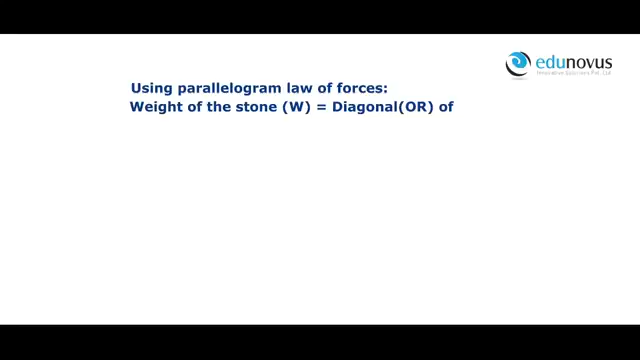 edunovus
Innovative Solutions Pvt. Ltd
Using parallelogram law of forces:
Weight of the stone (W) = Diagonal(OR) of